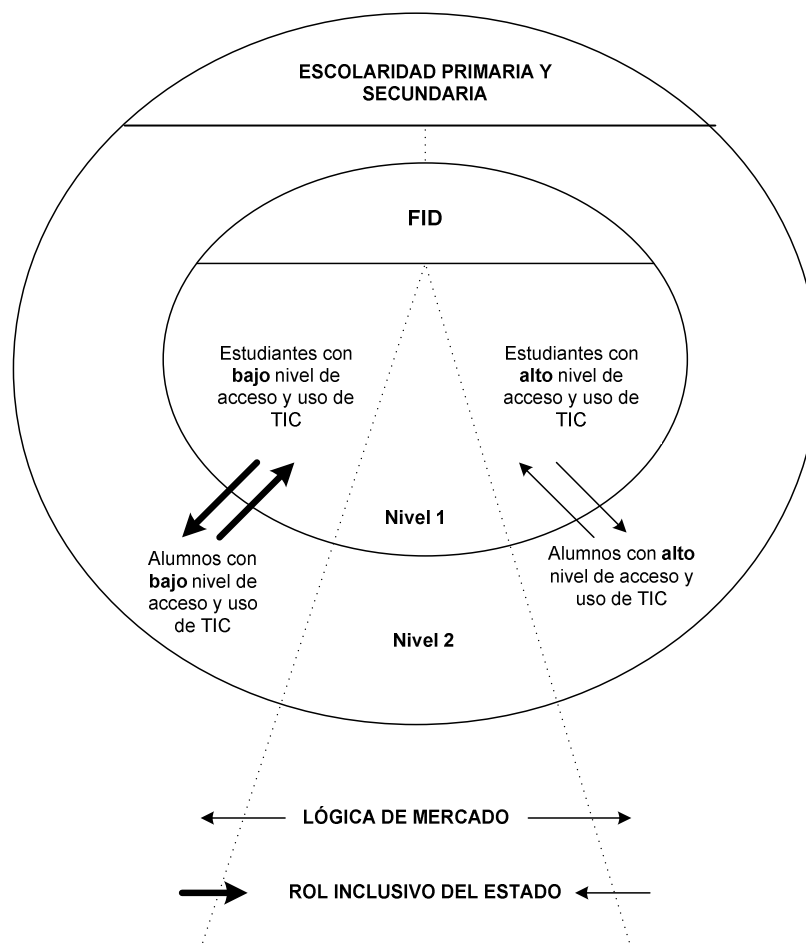 ESCOLARIDAD PRIMARIA Y
SECUNDARIA
FID
Estudiantes con
bajo nivel de
acceso y uso de
TIC
Estudiantes con
alto nivel de
acceso y uso de
TIC
Nivel 1
Alumnos con
bajo nivel de
acceso y uso
de TIC
Alumnos con alto
nivel de acceso y
uso de TIC
Nivel 2
LÓGICA DE MERCADO
ROL INCLUSIVO DEL ESTADO